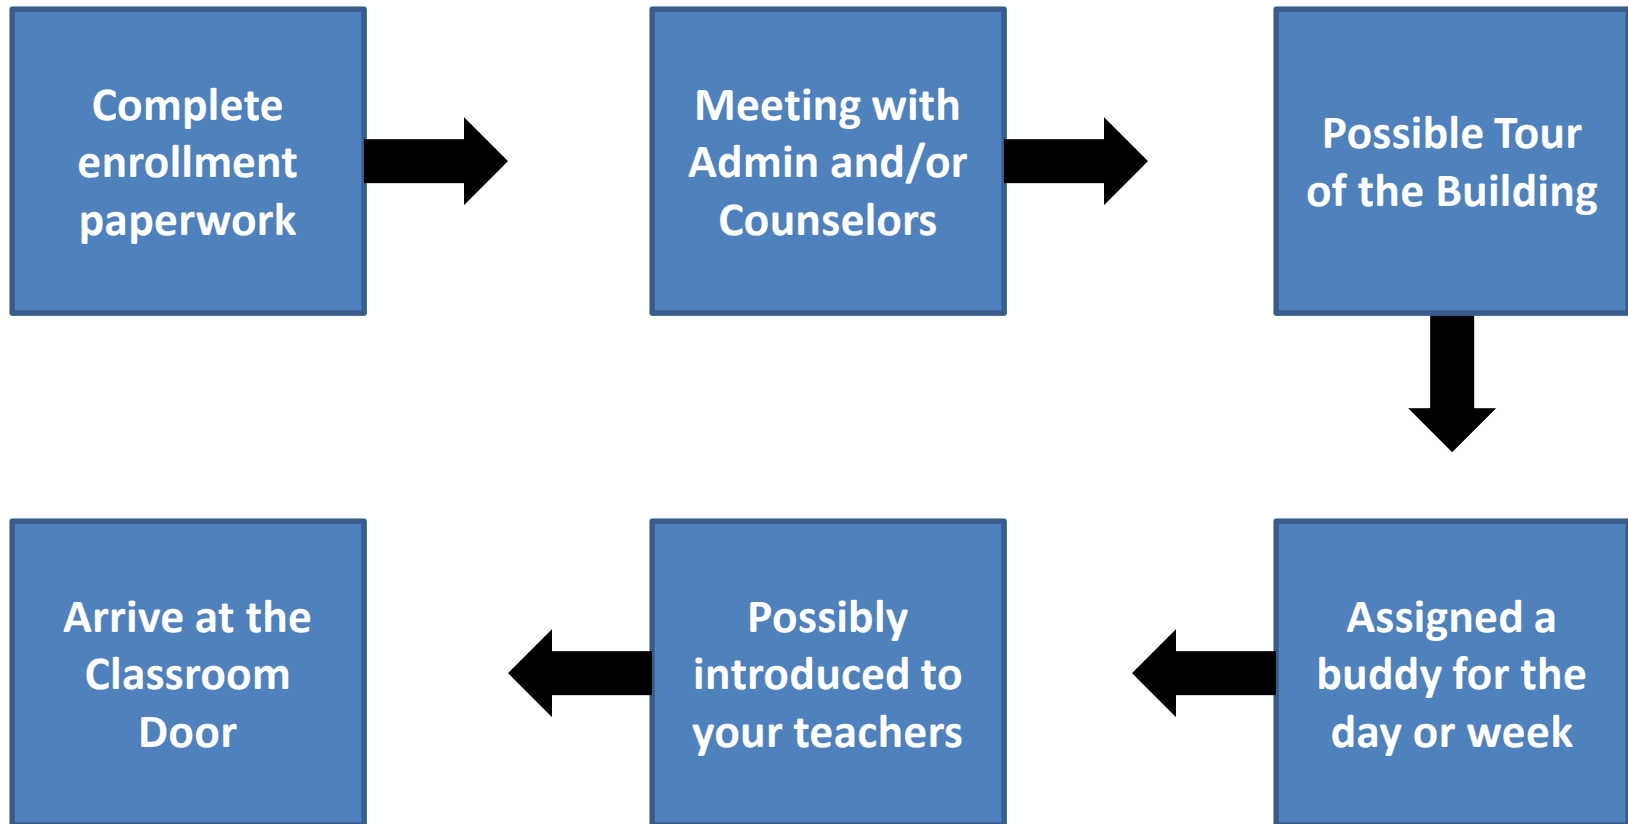 Complete
enrollment
paperwork
Meeting with
Admin and/or
Counselors
Possible Tour
of the Building
Assigned a
buddy for the
day or week
Possibly
introduced to
your teachers
Arrive at the
Classroom
Door